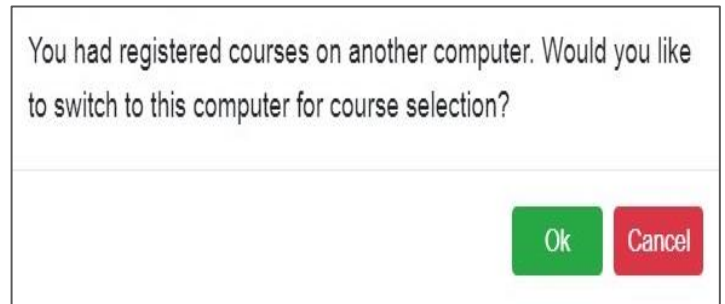 You had registered courses on another computer. Would you like
to switch to this computer for course selection?
Ok
Cancel